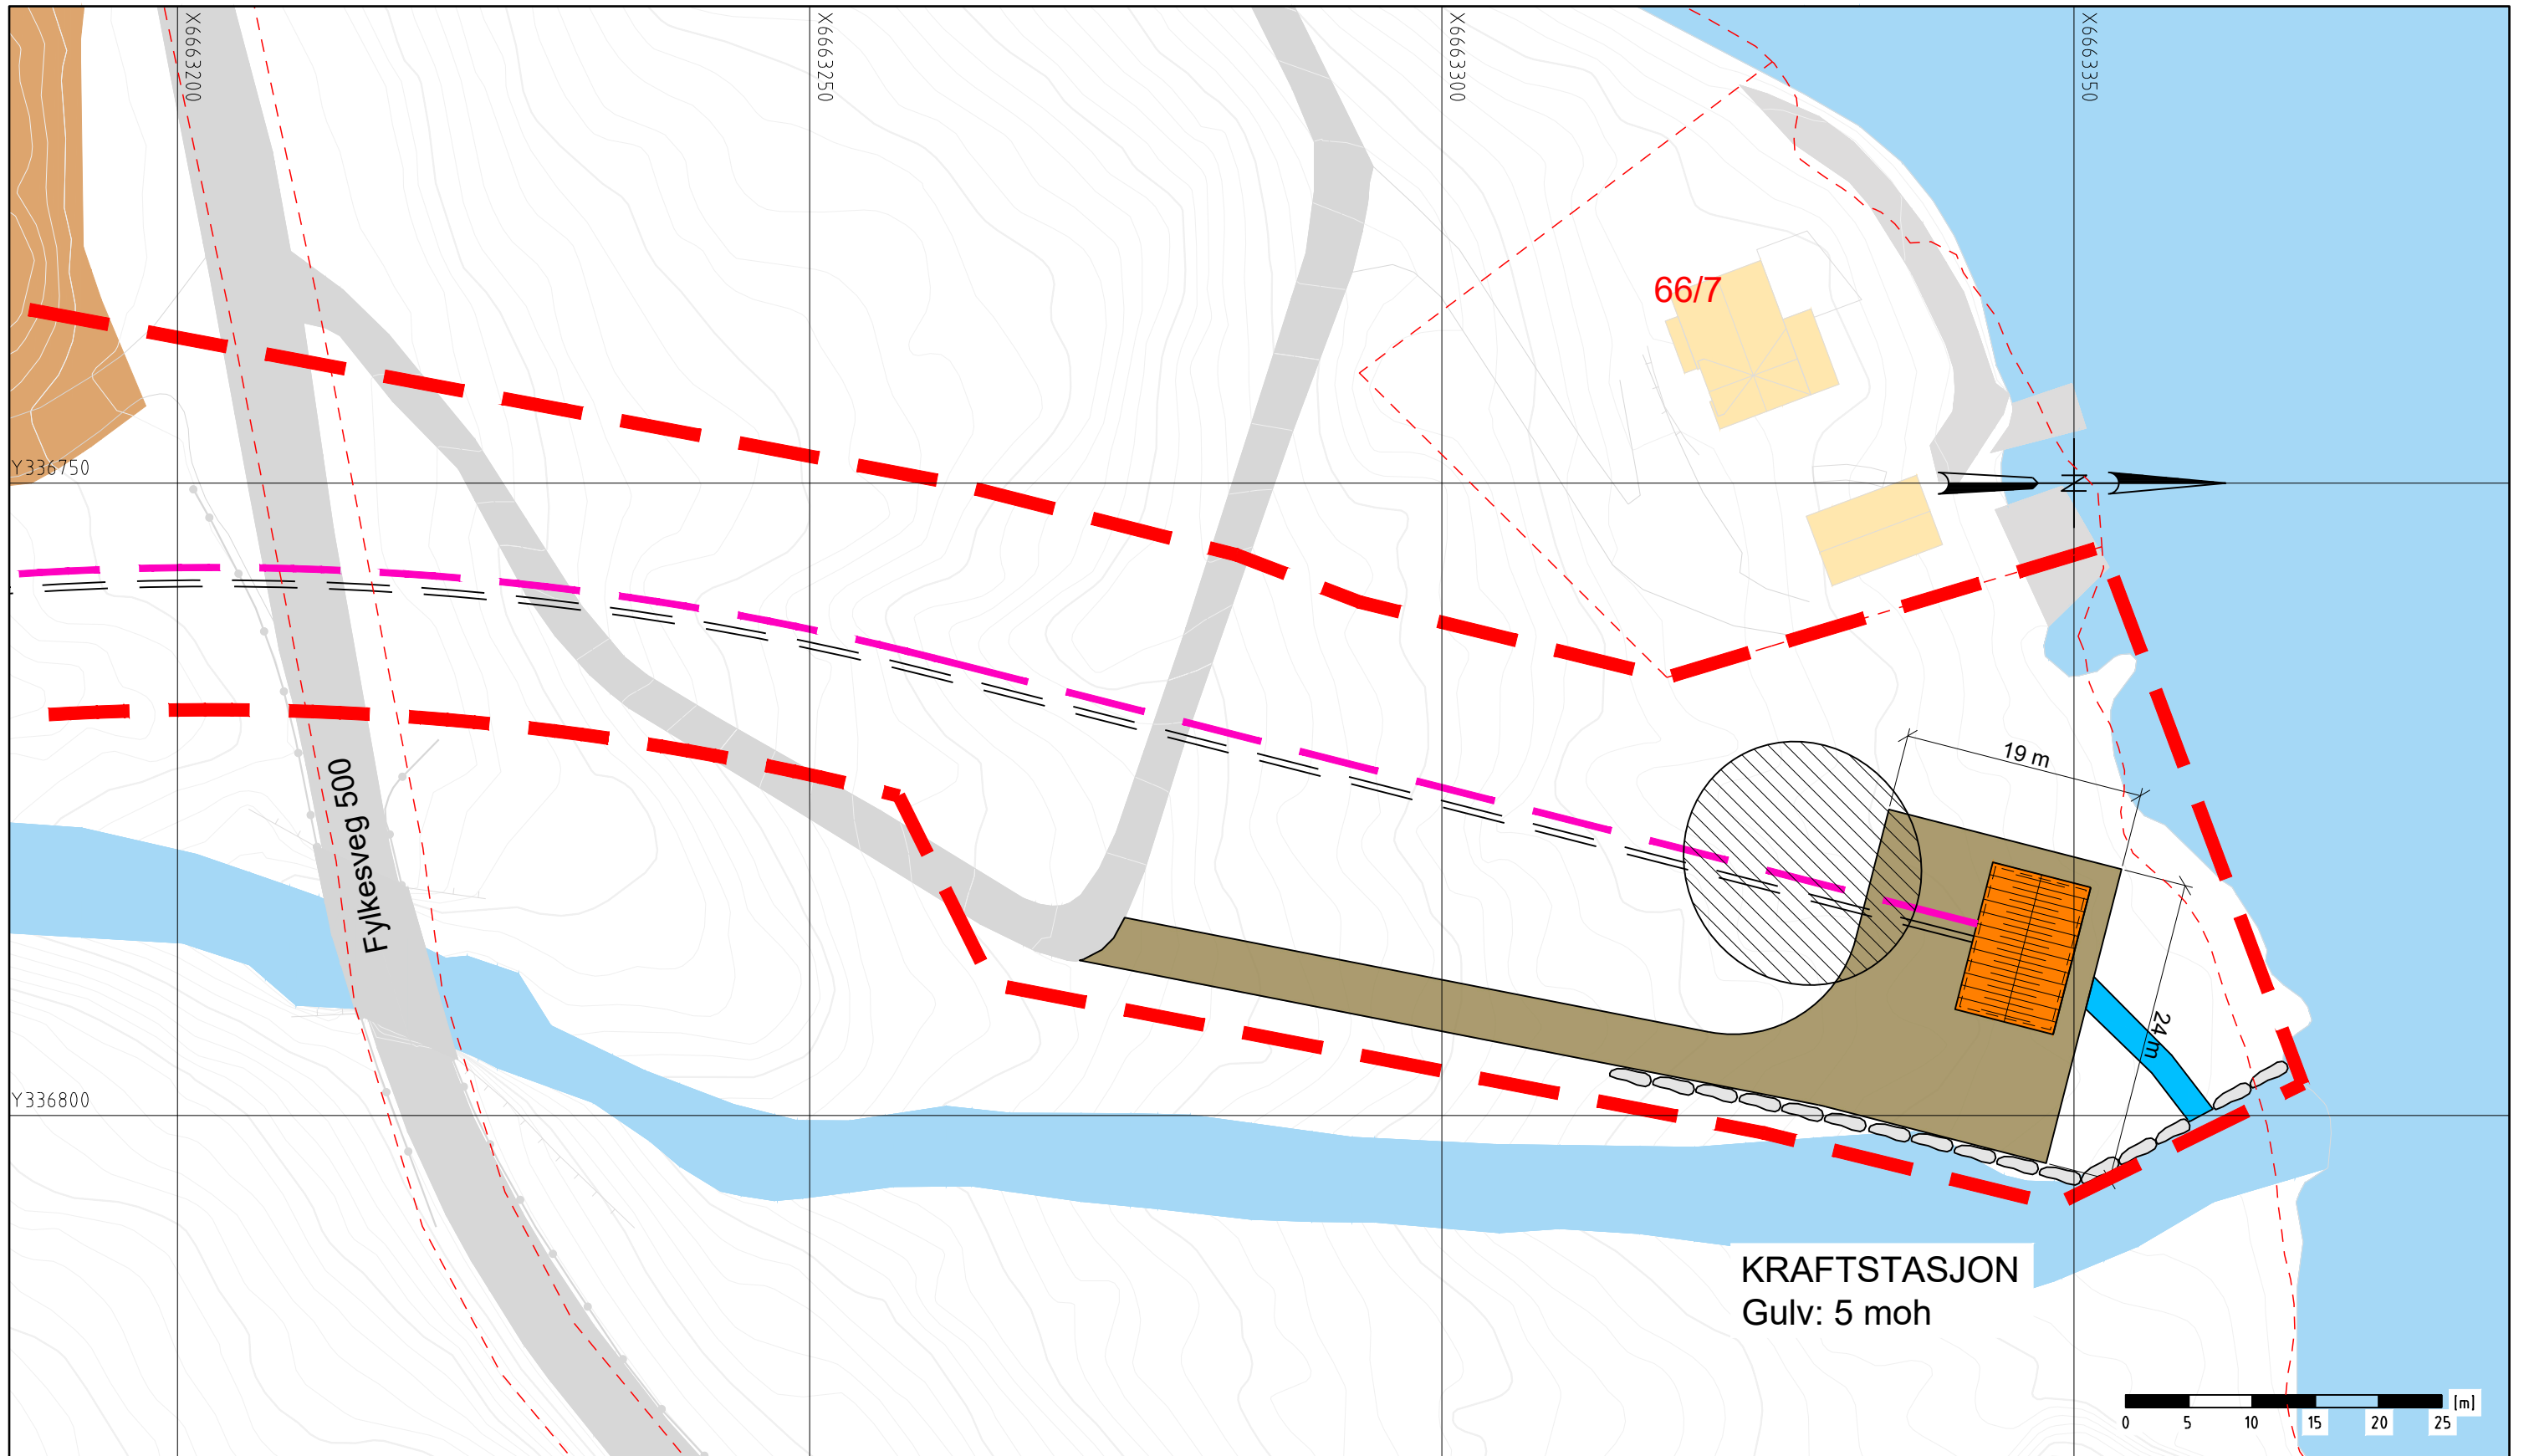 X6663200
X6663250
X6663300
X6663350
66/7
Y336750
N
19 m
Fylkesveg 500
24 m
Y336800
KRAFTSTASJON
Gulv: 5 moh
[m]
0 5 10 15 20 25